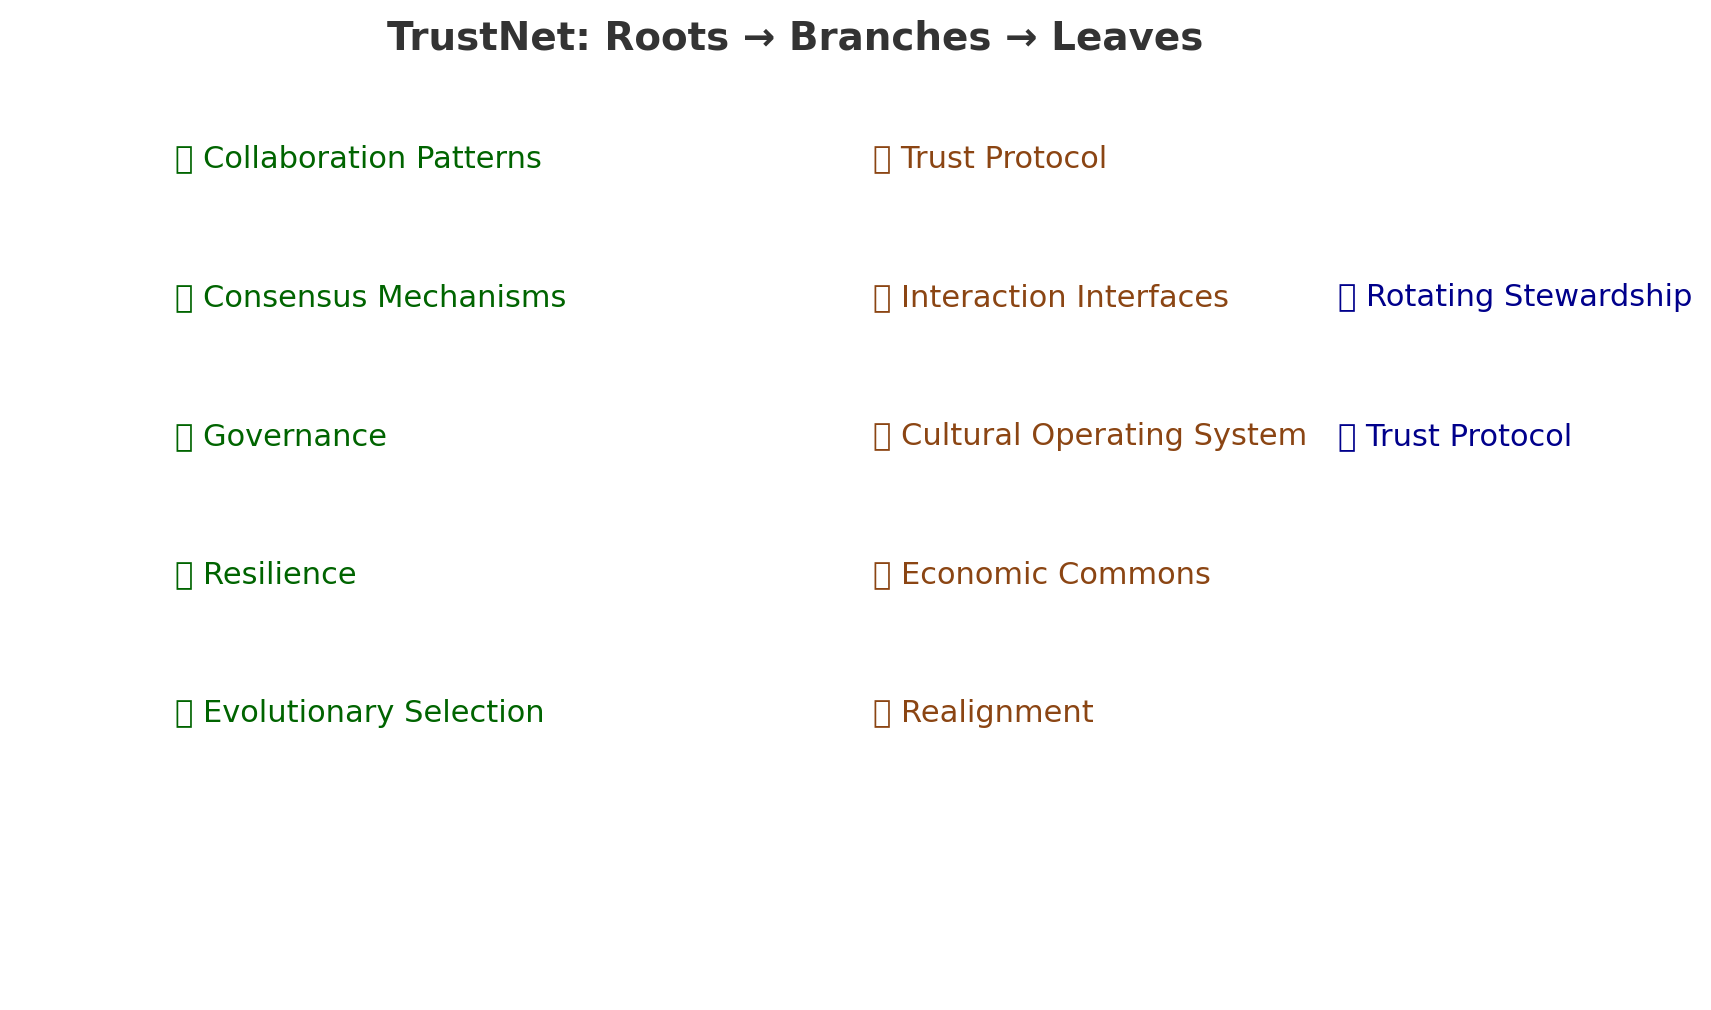 TrustNet: Roots → Branches → Leaves
Collaboration Patterns
Trust Protocol
Consensus Mechanisms
Interaction Interfaces
Rotating Stewardship
Governance
Cultural Operating System
Trust Protocol
Resilience
Economic Commons
Evolutionary Selection
Realignment